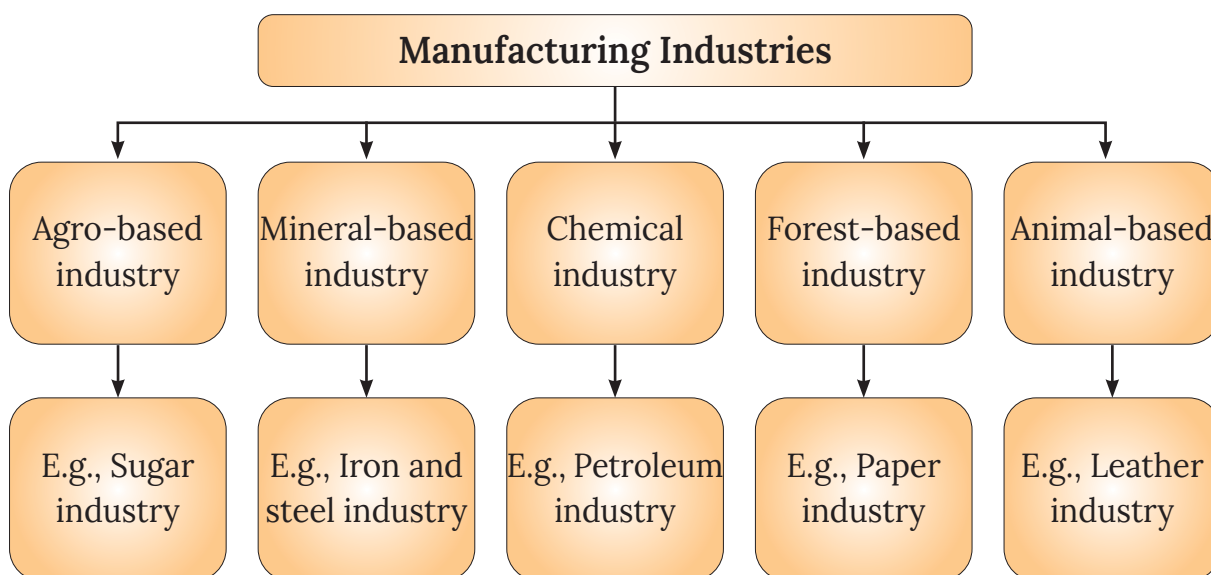 Manufacturing Industries
Agro-based
industry
Mineral-based
industry
Chemical
industry
Forest-based
industry
Animal-based
industry
E.g., Sugar
industry
E.g., Iron and
steel industry
E.g., Petroleum
industry
E.g., Paper
industry
E.g., Leather
industry